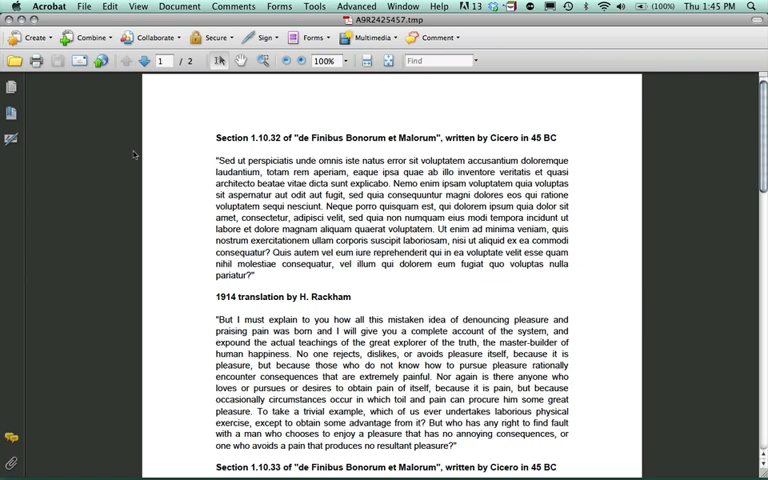 Acrobat File Edit View Document Comments Forms Tools Advanced Window Help 13 (100%) Thu 1:45 PM
A9R2425457.tmp
Create Combine Collaborate Secure Sign Forms Multimedia Comment
1 / 2 100% Find
Section 1.10.32 of "de Finibus Bonorum et Malorum", written by Cicero in 45 BC
"Sed ut perspiciatis unde omnis iste natus error sit voluptatem accusantium doloremque
laudantium, totam rem aperiam, eaque ipsa quae ab illo inventore veritatis et quasi
architecto beatae vitae dicta sunt explicabo. Nemo enim ipsam voluptatem quia voluptas
sit aspernatur aut odit aut fugit, sed quia consequuntur magni dolores eos qui ratione
voluptatem sequi nesciunt. Neque porro quisquam est, qui dolorem ipsum quia dolor sit
amet, consectetur, adipisci velit, sed quia non numquam eius modi tempora incidunt ut
labore et dolore magnam aliquam quaerat voluptatem. Ut enim ad minima veniam, quis
nostrum exercitationem ullam corporis suscipit laboriosam, nisi ut aliquid ex ea commodi
consequatur? Quis autem vel eum iure reprehenderit qui in ea voluptate velit esse quam
nihil molestiae consequatur, vel illum qui dolorem eum fugiat quo voluptas nulla
pariatur?"
1914 translation by H. Rackham
"But I must explain to you how all this mistaken idea of denouncing pleasure and
praising pain was born and I will give you a complete account of the system, and
expound the actual teachings of the great explorer of the truth, the master-builder of
human happiness. No one rejects, dislikes, or avoids pleasure itself, because it is
pleasure, but because those who do not know how to pursue pleasure rationally
encounter consequences that are extremely painful. Nor again is there anyone who
loves or pursues or desires to obtain pain of itself, because it is pain, but because
occasionally circumstances occur in which toil and pain can procure him some great
pleasure. To take a trivial example, which of us ever undertakes laborious physical
exercise, except to obtain some advantage from it? But who has any right to find fault
with a man who chooses to enjoy a pleasure that has no annoying consequences, or
one who avoids a pain that produces no resultant pleasure?"
Section 1.10.33 of "de Finibus Bonorum et Malorum", written by Cicero in 45 BC